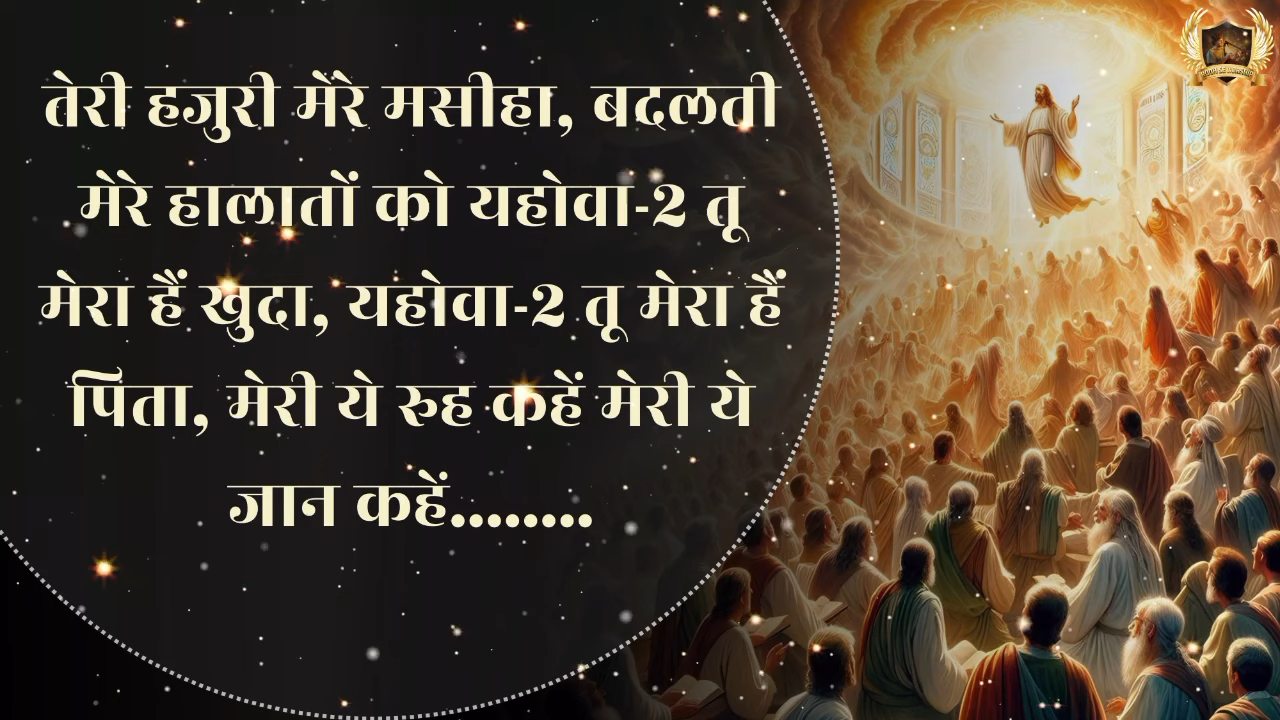 तेरी हजुरी मेरे मसीहा, बदलती
मेरे हालातों को यहोवा-2 तू
मेरा हैं खुदा, यहोवा-2 तू मेरा हैं
पिता, मेरी ये रुह कहें मेरी ये
जान कहें........